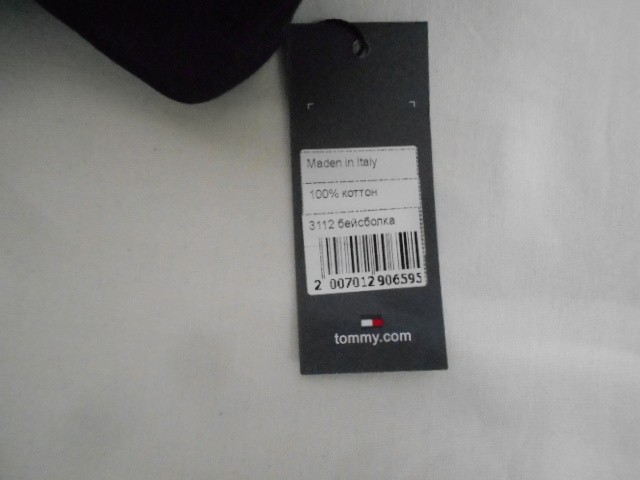 Maden in Italy
100% коттон
3112 бейсболка
2 007012 906595
tommy.com